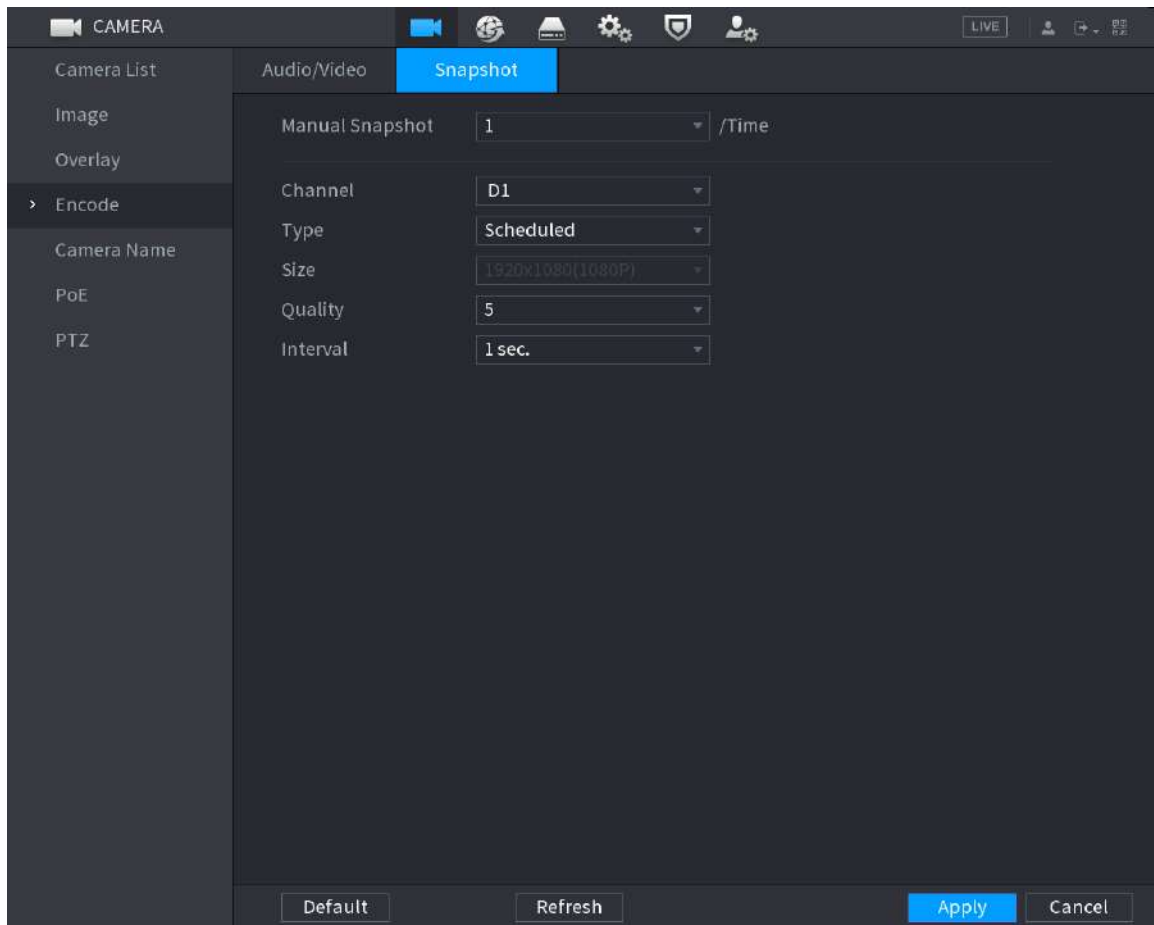 CAMERA
LIVE
Camera List
Image
Overlay
Encode
Camera Name
PoE
PTZ
Audio/Video
Snapshot
Manual Snapshot 1 /Time
Channel D1
Type Scheduled
Size 1920x1080(1080P)
Quality 5
Interval 1 sec.
Default
Refresh
Apply
Cancel